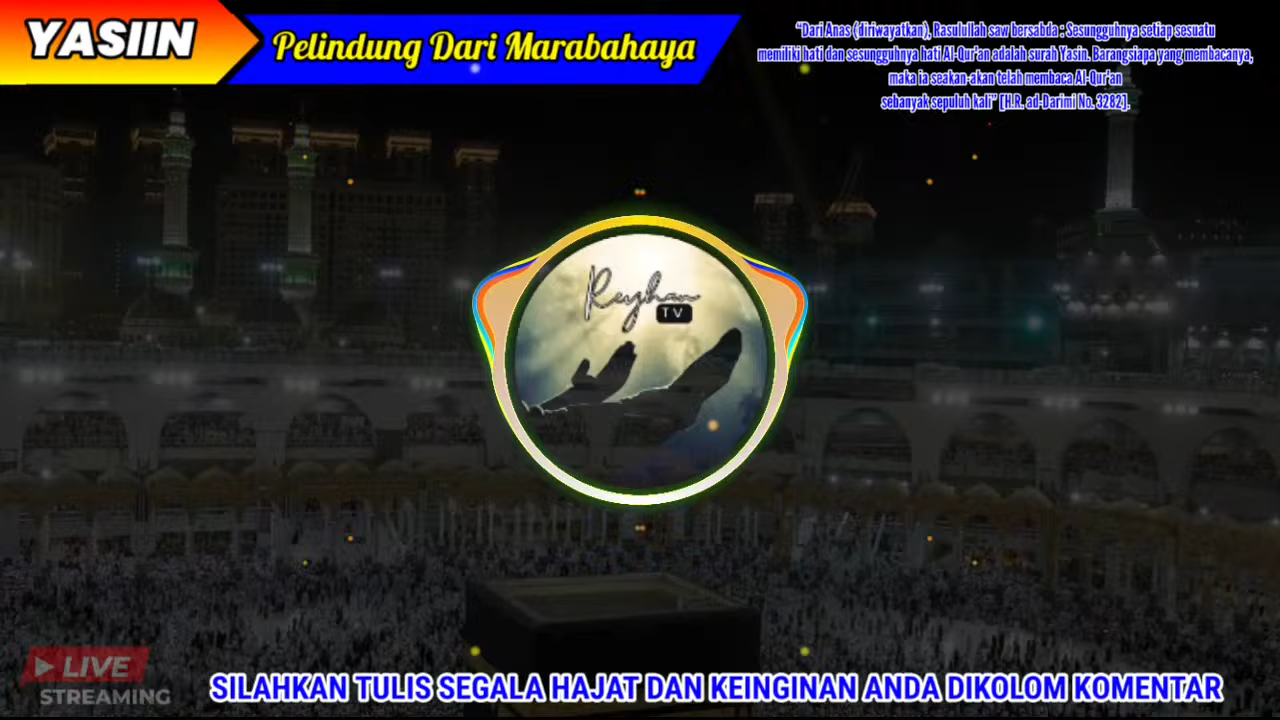 YASIIN
Pelindung Dari Marabahaya
"Dari Anas (diriwayatkan), Rasulullah saw bersabda : Sesungguhnya setiap sesuatu
memiliki hati dan sesungguhnya hati Al-Qur'an adalah surah Yasin. Barangsiapa yang membacanya,
maka ia seakan-akan telah membaca Al-Qur'an
sebanyak sepuluh kali" [H.R. ad-Darimi No. 3282].
Reyhan
TV
LIVE
STREAMING
SILAHKAN TULIS SEGALA HAJAT DAN KEINGINAN ANDA DIKOLOM KOMENTAR